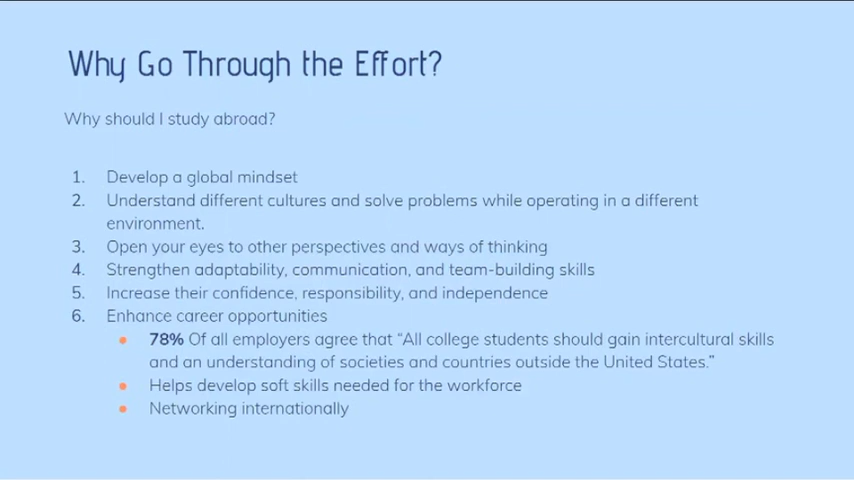 Why Go Through the Effort?
Why should I study abroad?
1. Develop a global mindset
2. Understand different cultures and solve problems while operating in a different
environment.
3. Open your eyes to other perspectives and ways of thinking
4. Strengthen adaptability, communication, and team-building skills
5. Increase their confidence, responsibility, and independence
6. Enhance career opportunities
● 78% Of all employers agree that “All college students should gain intercultural skills
and an understanding of societies and countries outside the United States.”
● Helps develop soft skills needed for the workforce
● Networking internationally